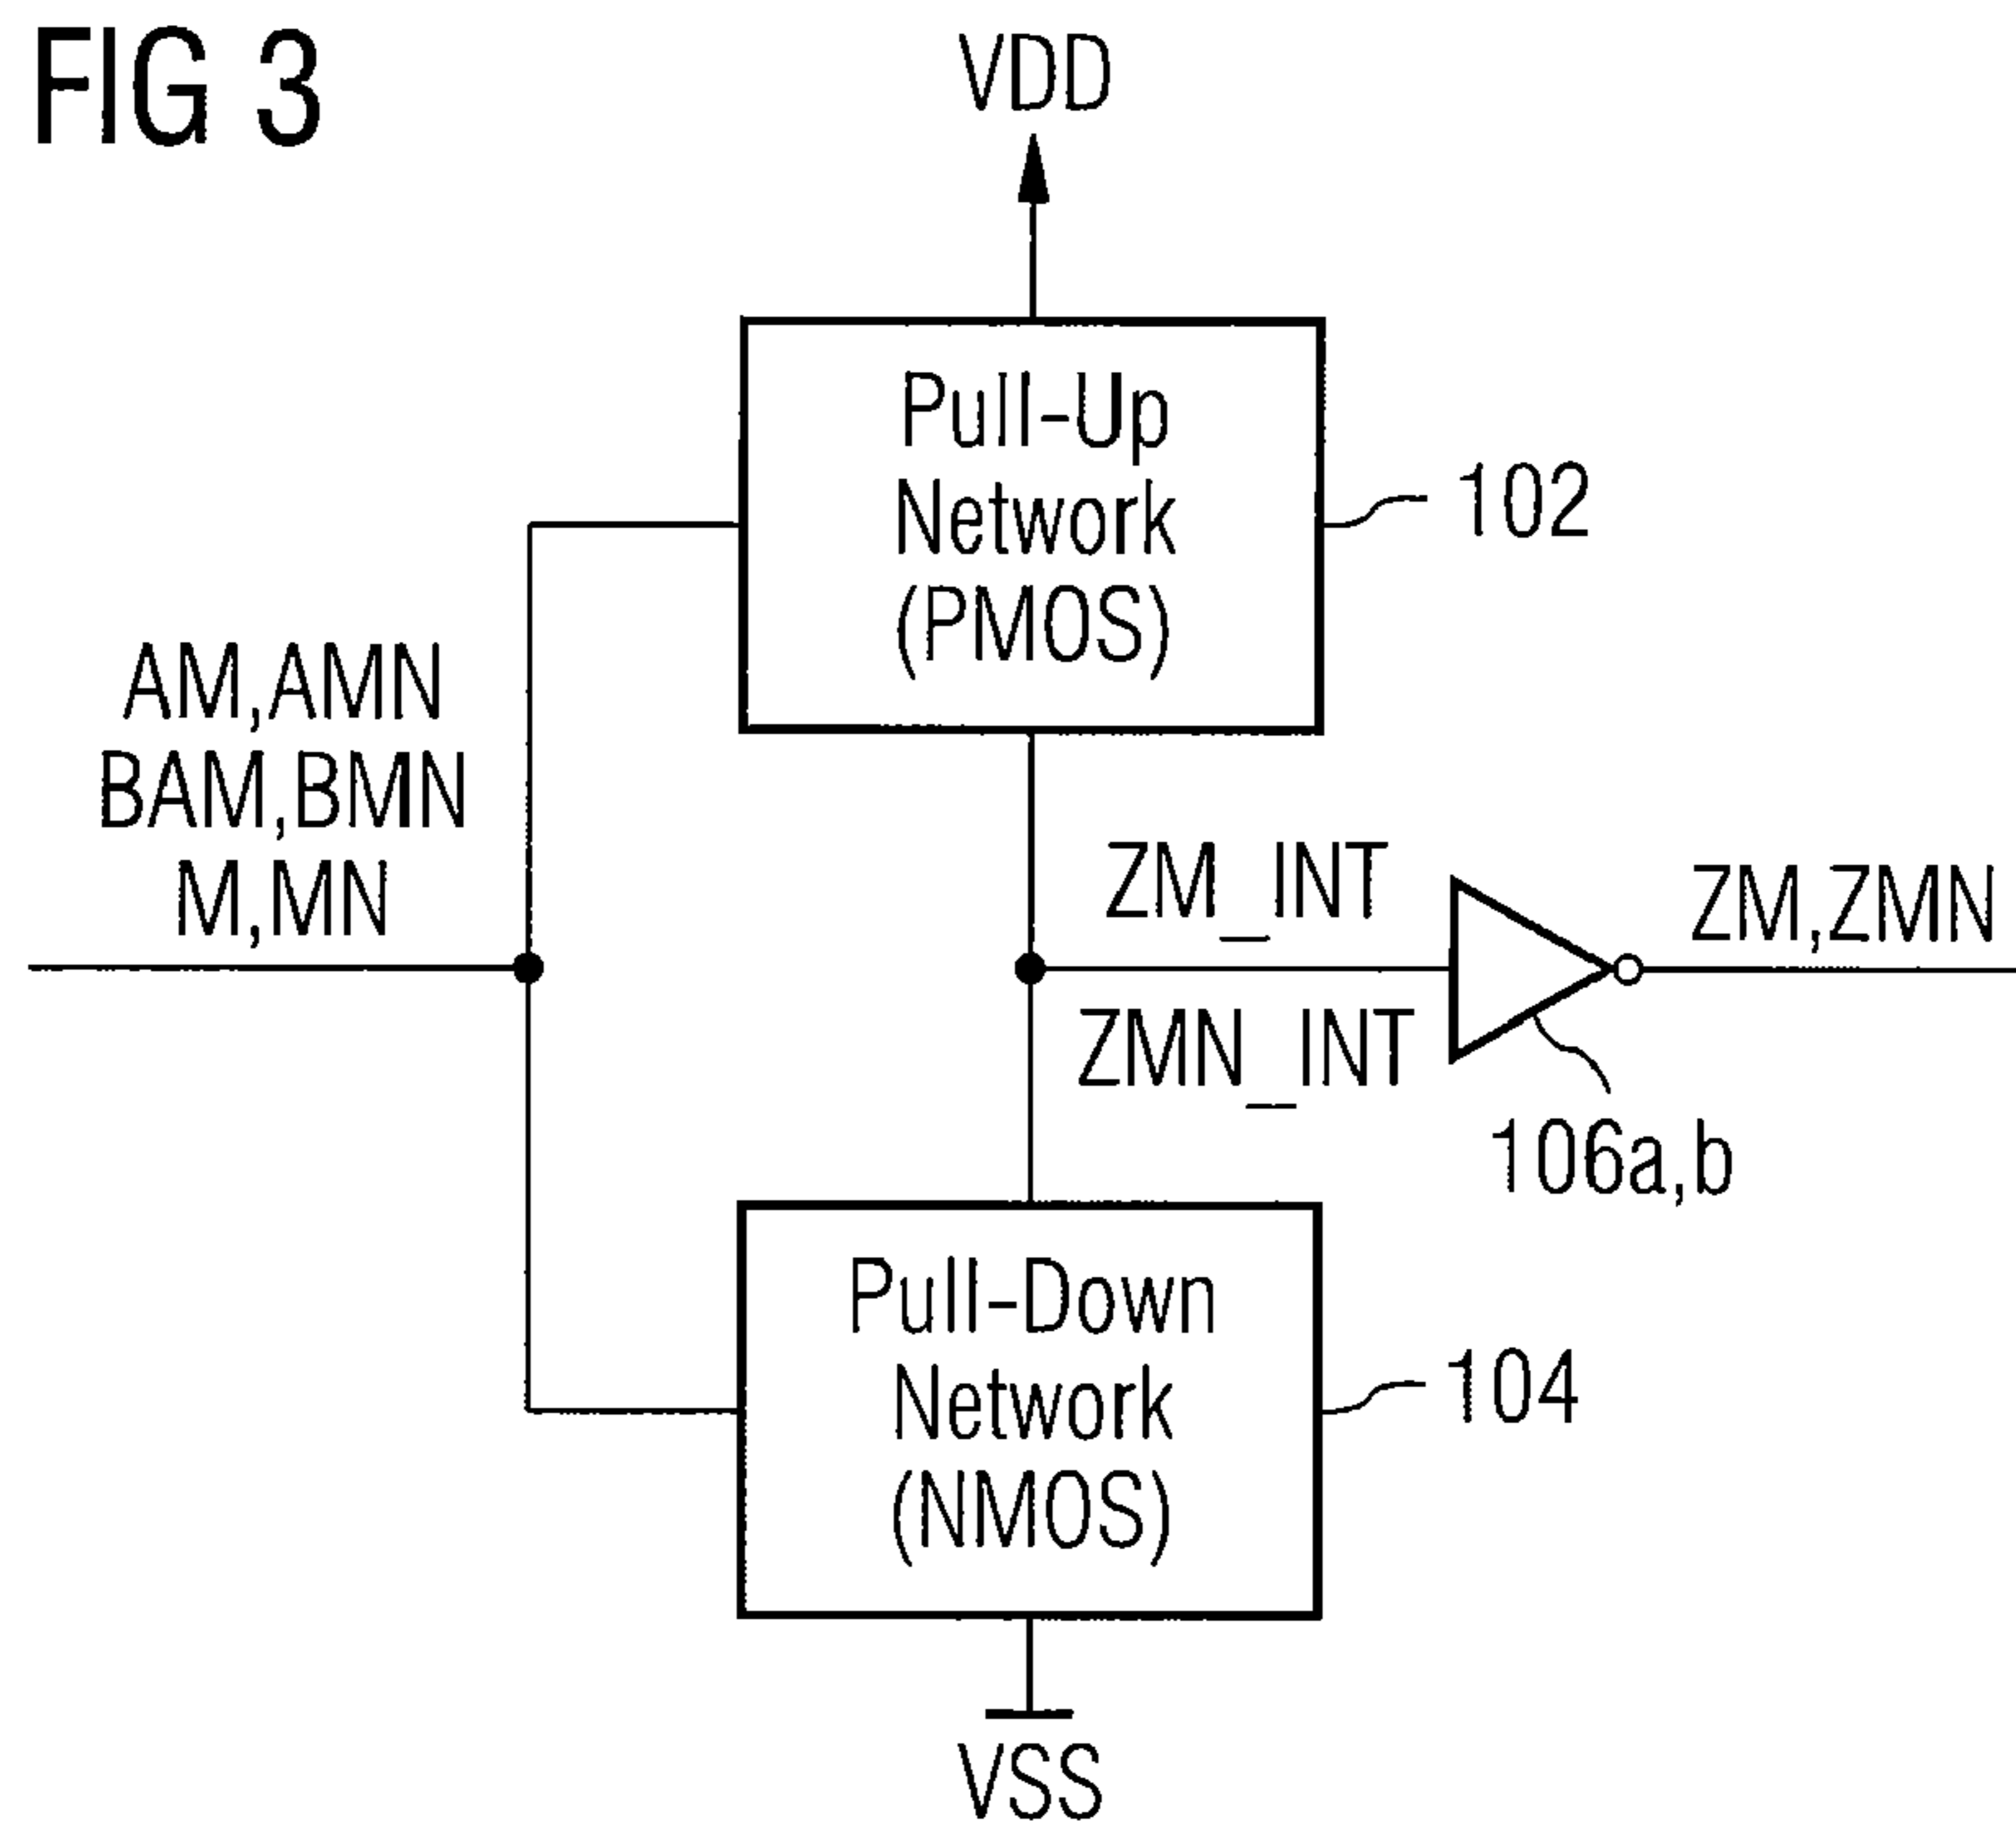 FIG 3
VDD
Pull-Up
Network
(PMOS)
102
AM,AMN
BAM,BMN
M,MN
ZM_INT
ZMN_INT
ZM,ZMN
106a,b
Pull-Down
Network
(NMOS)
104
VSS